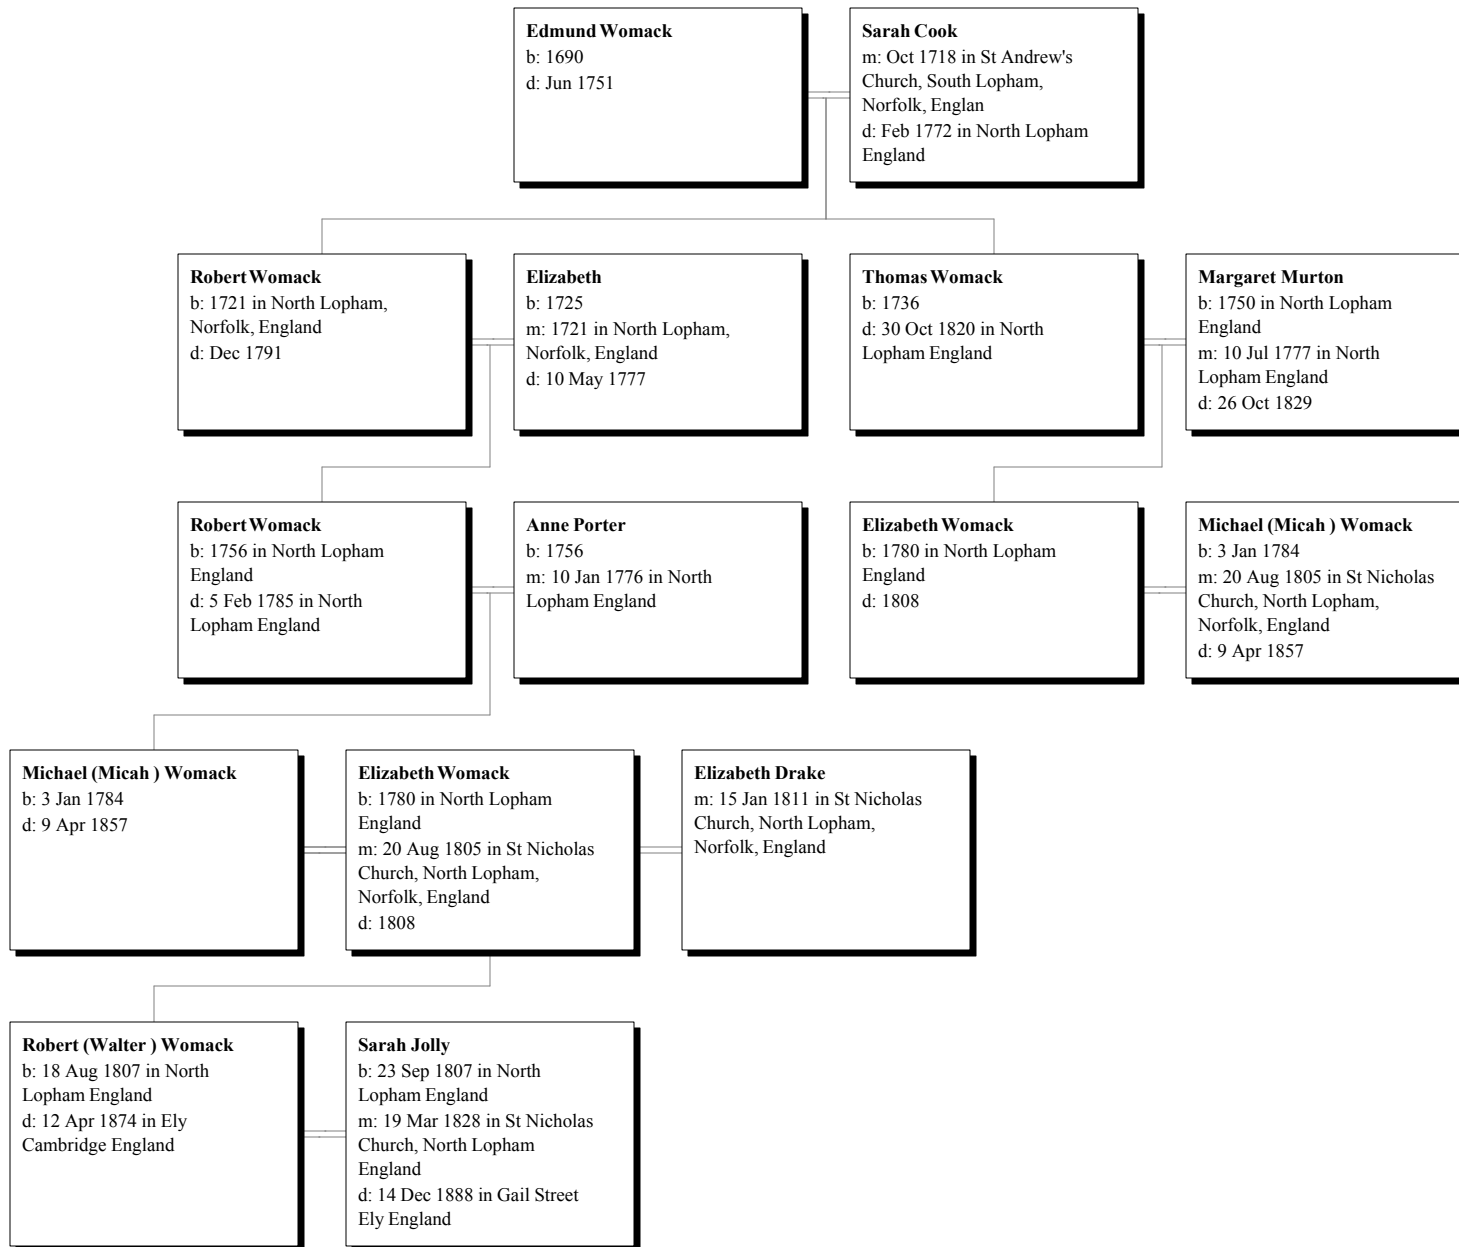 Edmund Womack
b: 1690
d: Jun 1751
Sarah Cook
m: Oct 1718 in St Andrew's
Church, South Lopham,
Norfolk, Englan
d: Feb 1772 in North Lopham
England
Robert Womack
b: 1721 in North Lopham,
Norfolk, England
d: Dec 1791
Elizabeth
b: 1725
m: 1721 in North Lopham,
Norfolk, England
d: 10 May 1777
Thomas Womack
b: 1736
d: 30 Oct 1820 in North
Lopham England
Margaret Murton
b: 1750 in North Lopham
England
m: 10 Jul 1777 in North
Lopham England
d: 26 Oct 1829
Robert Womack
b: 1756 in North Lopham
England
d: 5 Feb 1785 in North
Lopham England
Anne Porter
b: 1756
m: 10 Jan 1776 in North
Lopham England
Elizabeth Womack
b: 1780 in North Lopham
England
d: 1808
Michael (Micah ) Womack
b: 3 Jan 1784
m: 20 Aug 1805 in St Nicholas
Church, North Lopham,
Norfolk, England
d: 9 Apr 1857
Michael (Micah ) Womack
b: 3 Jan 1784
d: 9 Apr 1857
Elizabeth Womack
b: 1780 in North Lopham
England
m: 20 Aug 1805 in St Nicholas
Church, North Lopham,
Norfolk, England
d: 1808
Elizabeth Drake
m: 15 Jan 1811 in St Nicholas
Church, North Lopham,
Norfolk, England
Robert (Walter ) Womack
b: 18 Aug 1807 in North
Lopham England
d: 12 Apr 1874 in Ely
Cambridge England
Sarah Jolly
b: 23 Sep 1807 in North
Lopham England
m: 19 Mar 1828 in St Nicholas
Church, North Lopham
England
d: 14 Dec 1888 in Gail Street
Ely England